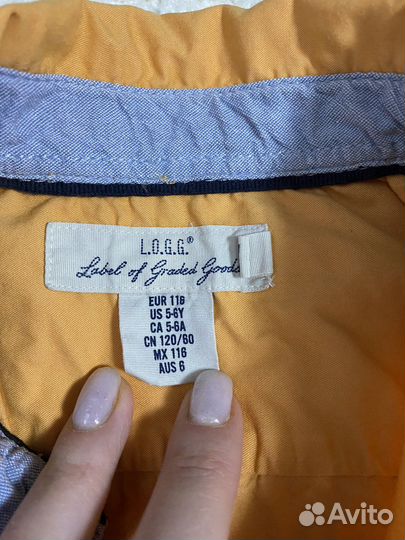 L.O.G.G.®
Label of Graded Goods
EUR 116
US 5-6Y
CA 5-6A
CN 120/60
MX 116
AUS 6
Avito